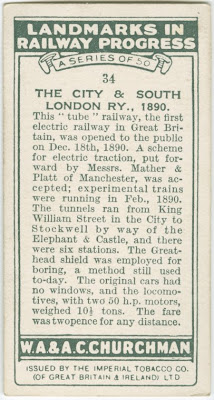 LANDMARKS IN
RAILWAY PROGRESS
A SERIES OF 50
34
THE CITY & SOUTH
LONDON RY., 1890.
This "tube" railway, the first
electric railway in Great Bri-
tain, was opened to the public
on Dec. 18th, 1890. A scheme
for electric traction, put for-
ward by Messrs. Mather &
Platt of Manchester, was ac-
cepted; experimental trains
were running in Feb., 1890.
The tunnels ran from King
William Street in the City to
Stockwell by way of the
Elephant & Castle, and there
were six stations. The Great-
head shield was employed for
boring, a method still used
to-day. The original cars had
no windows, and the locomo-
tives, with two 50 h.p. motors,
weighed 10½ tons. The fare
was twopence for any distance.
W.A.& A.C.CHURCHMAN
ISSUED BY THE IMPERIAL TOBACCO CO.
(OF GREAT BRITAIN & IRELAND) LTD